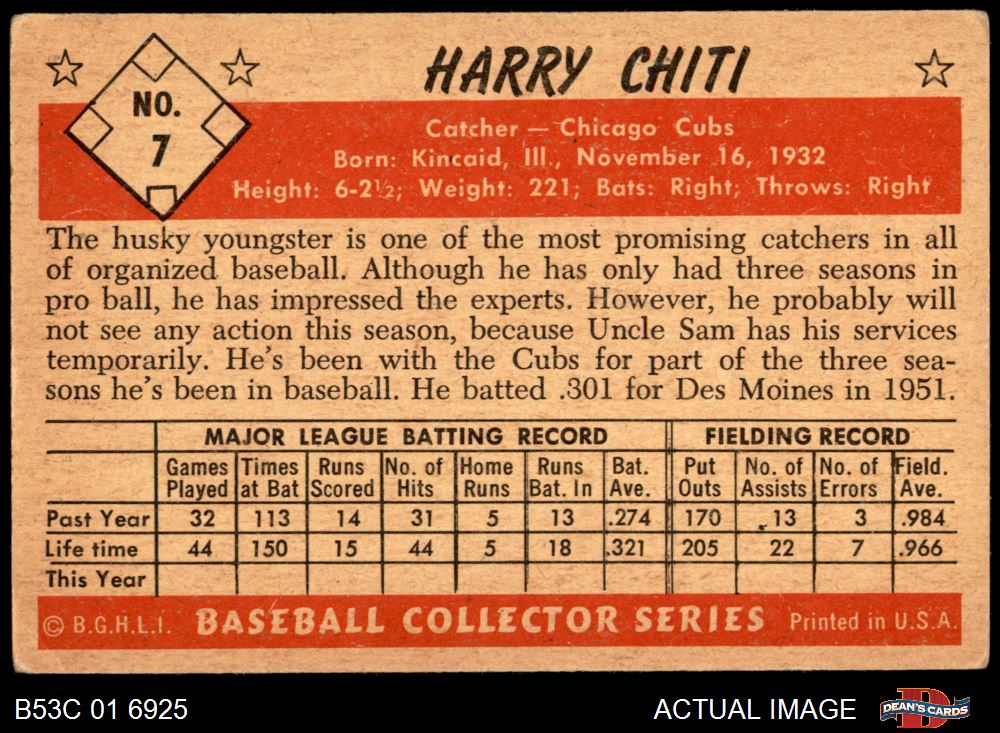 HARRY CHITI
NO.
7
Catcher — Chicago Cubs
Born: Kincaid, Ill., November 16, 1932
Height: 6-2½; Weight: 221; Bats: Right; Throws: Right
The husky youngster is one of the most promising catchers in all
of organized baseball. Although he has only had three seasons in
pro ball, he has impressed the experts. However, he probably will
not see any action this season, because Uncle Sam has his services
temporarily. He's been with the Cubs for part of the three sea-
sons he's been in baseball. He batted .301 for Des Moines in 1951.
MAJOR LEAGUE BATTING RECORD FIELDING RECORD
Games Times Runs No. of Home Runs Bat. Put No. of No. of Field.
Played at Bat Scored Hits Runs Bat. In Ave. Outs Assists Errors Ave.
Past Year 32 113 14 31 5 13 .274 170 13 3 .984
Life time 44 150 15 44 5 18 .321 205 22 7 .966
This Year
© B.G.H.L.I. BASEBALL COLLECTOR SERIES Printed in U.S.A.
B53C 01 6925 ACTUAL IMAGE DEAN'S CARDS